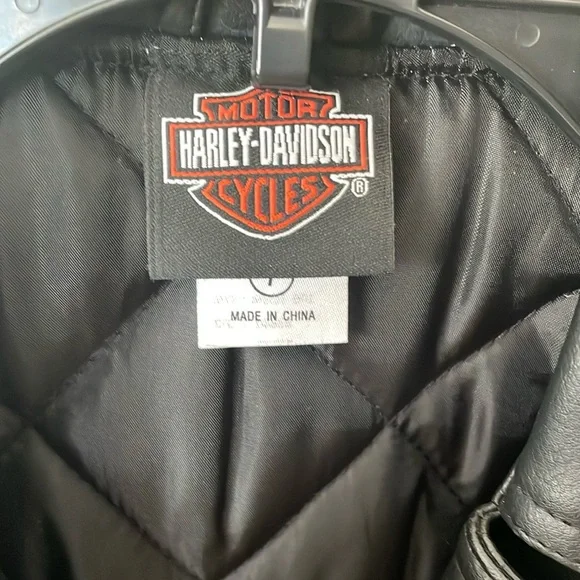 MOTOR
HARLEY-DAVIDSON
CYCLES
®
MADE IN CHINA